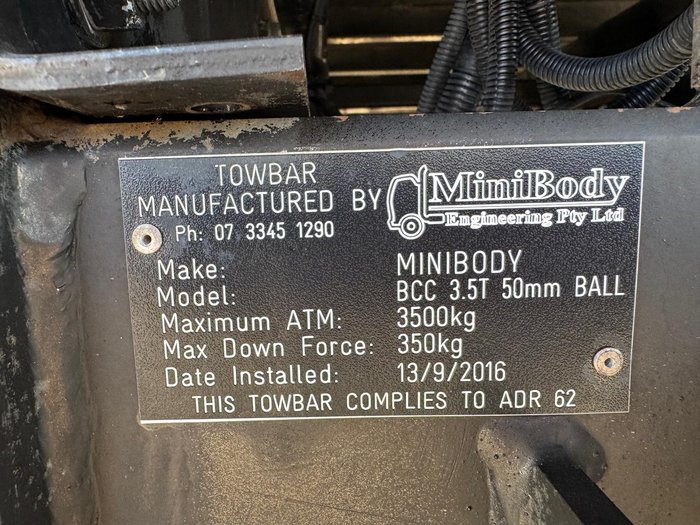 TOWBAR
MANUFACTURED BY
MiniBody
Engineering Pty Ltd
Ph: 07 3345 1290
Make: MINIBODY
Model: BCC 3.5T 50mm BALL
Maximum ATM: 3500kg
Max Down Force: 350kg
Date Installed: 13/9/2016
THIS TOWBAR COMPLIES TO ADR 62